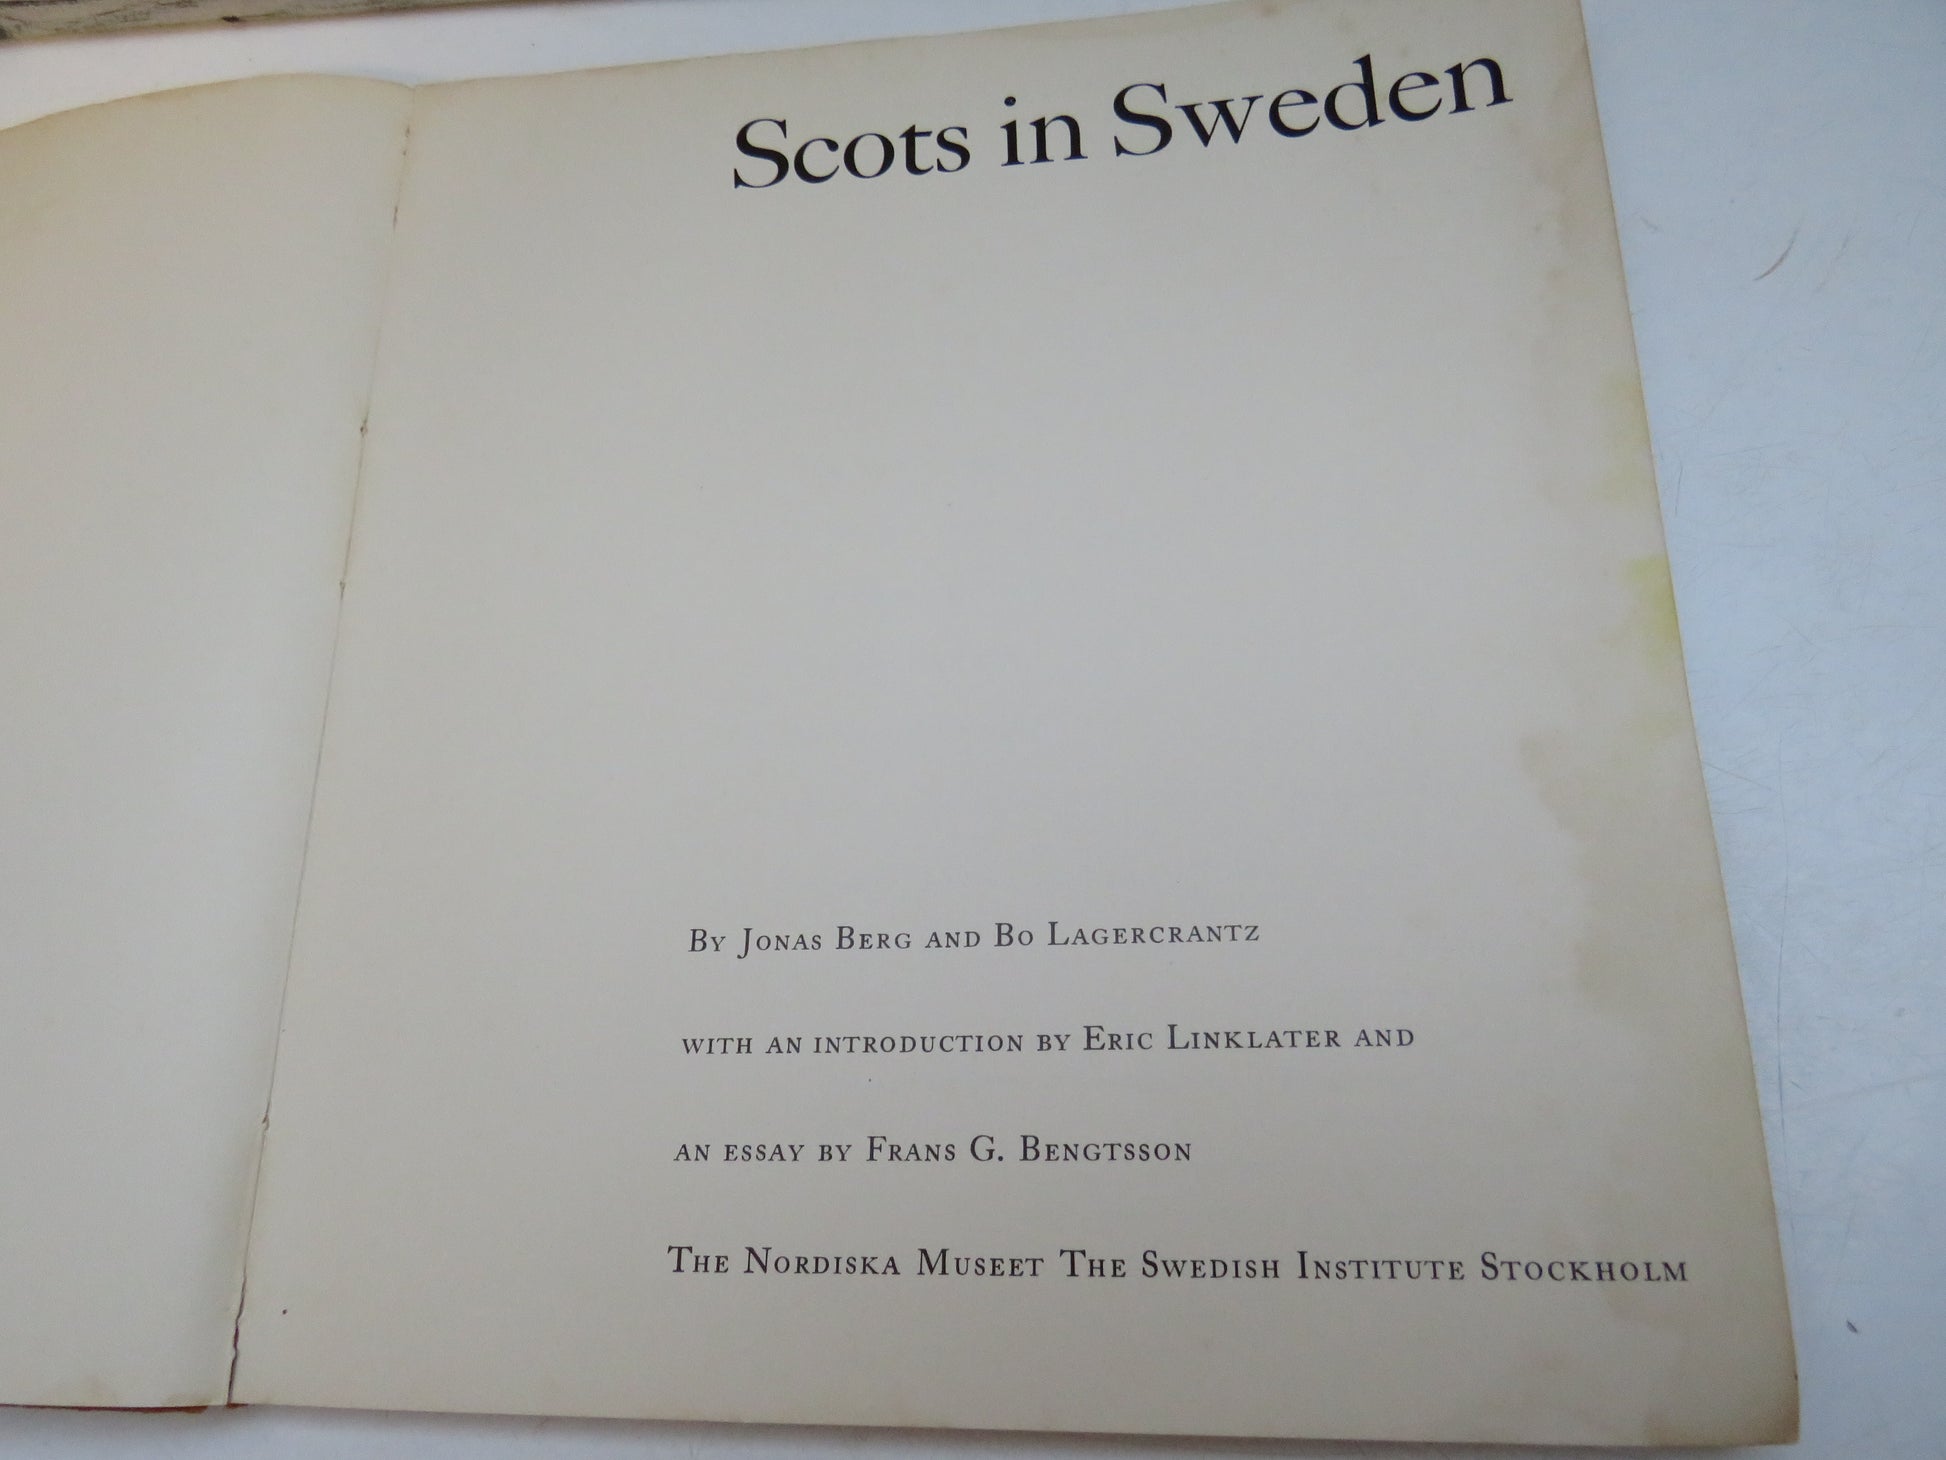 Scots in Sweden
By Jonas Berg and Bo Lagercrantz
with an introduction by Eric Linklater and
an essay by Frans G. Bengtsson
The Nordiska Museet The Swedish Institute Stockholm